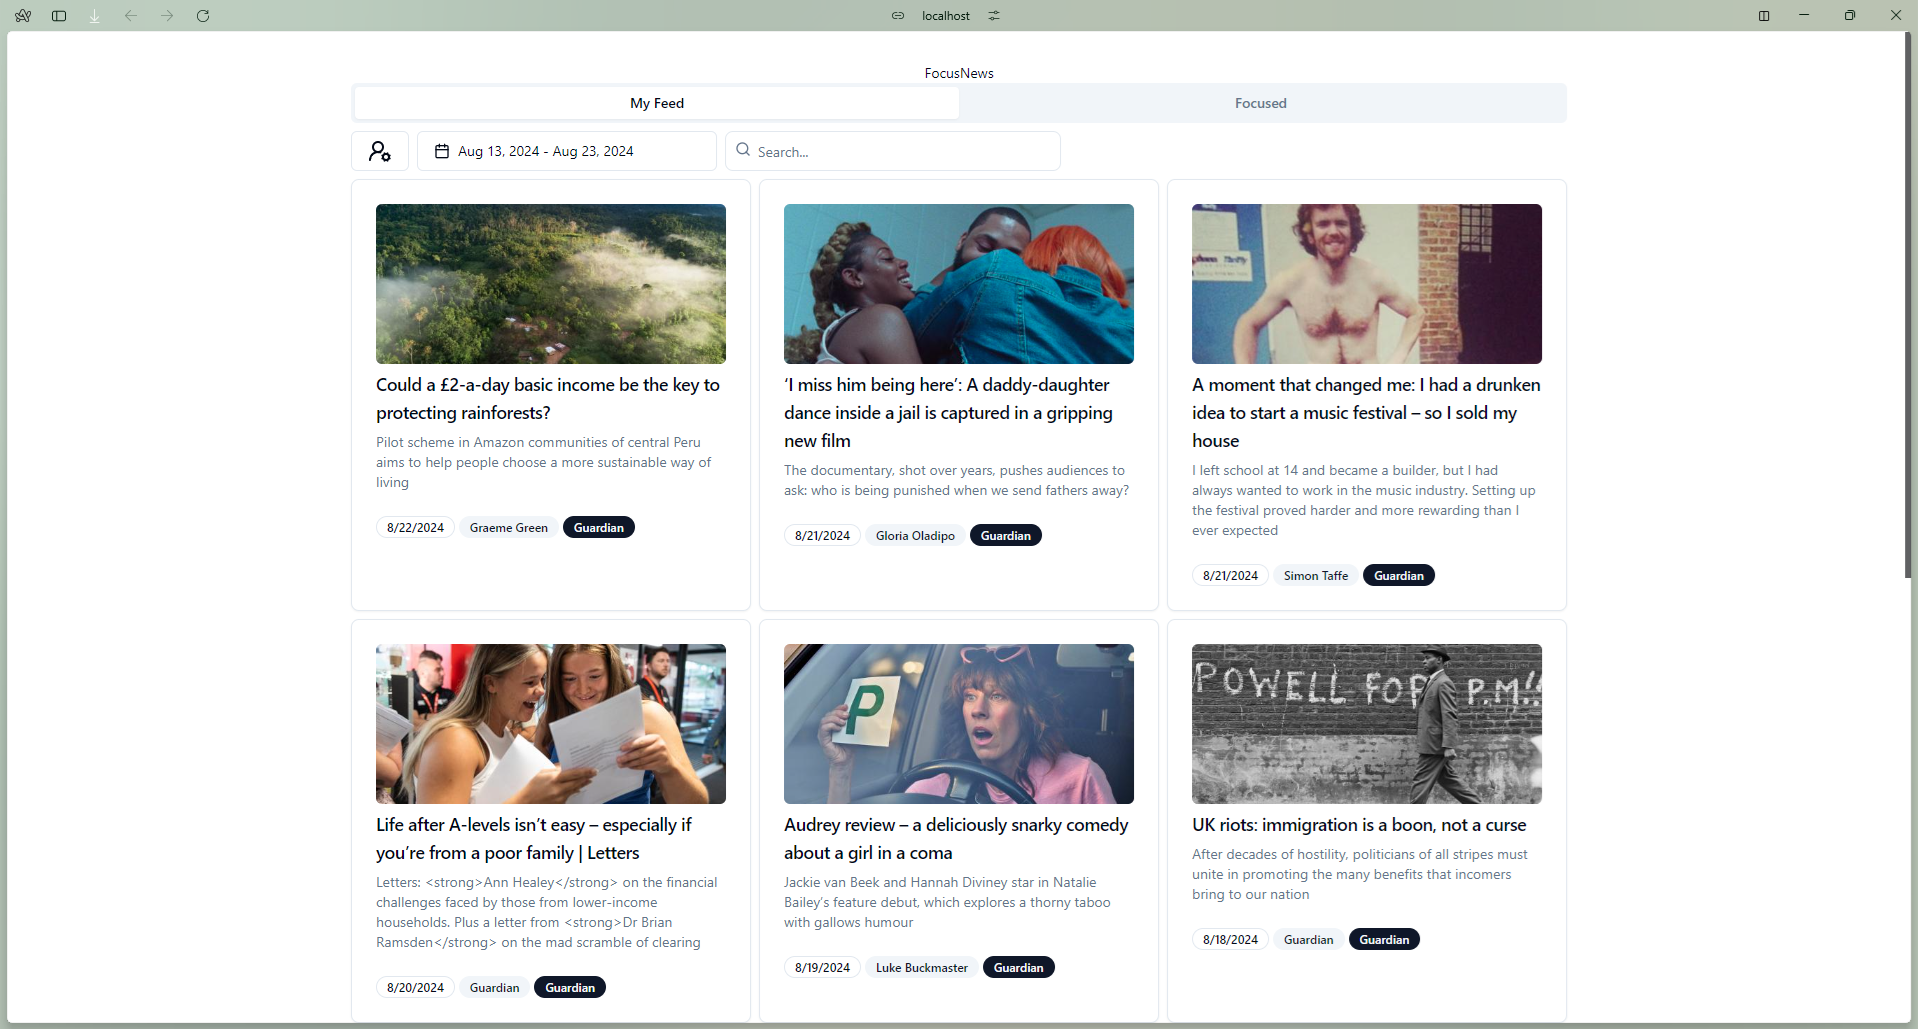 localhost
FocusNews
My Feed
Focused
Aug 13, 2024 - Aug 23, 2024
Search...
Could a £2-a-day basic income be the key to
protecting rainforests?
Pilot scheme in Amazon communities of central Peru
aims to help people choose a more sustainable way of
living
8/22/2024 Graeme Green Guardian
‘I miss him being here’: A daddy-daughter
dance inside a jail is captured in a gripping
new film
The documentary, shot over years, pushes audiences to
ask: who is being punished when we send fathers away?
8/21/2024 Gloria Oladipo Guardian
A moment that changed me: I had a drunken
idea to start a music festival – so I sold my
house
I left school at 14 and became a builder, but I had
always wanted to work in the music industry. Setting up
the festival proved harder and more rewarding than I
ever expected
8/21/2024 Simon Taffe Guardian
Life after A-levels isn’t easy – especially if
you’re from a poor family | Letters
Letters: <strong>Ann Healey</strong> on the financial
challenges faced by those from lower-income
households. Plus a letter from <strong>Dr Brian
Ramsden</strong> on the mad scramble of clearing
8/20/2024 Guardian Guardian
P
Audrey review – a deliciously snarky comedy
about a girl in a coma
Jackie van Beek and Hannah Diviney star in Natalie
Bailey’s feature debut, which explores a thorny taboo
with gallows humour
8/19/2024 Luke Buckmaster Guardian
POWELL FOR P.M!!
UK riots: immigration is a boon, not a curse
After decades of hostility, politicians of all stripes must
unite in promoting the many benefits that incomers
bring to our nation
8/18/2024 Guardian Guardian